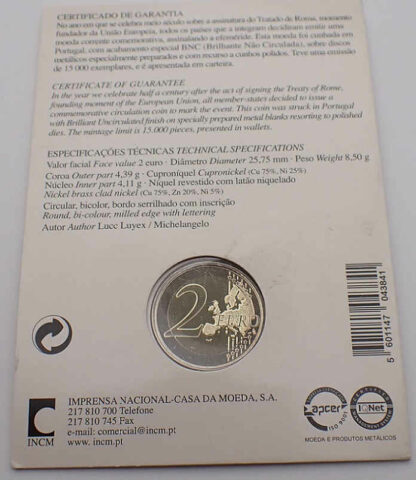 CERTIFICADO DE GARANTIA
No ano em que se celebra meio século sobre a assinatura do Tratado de Roma, momento
fundador da União Europeia, todos os países que a integram decidiram emitir uma
moeda corrente comemorativa, assinalando a efeméride. Esta moeda foi cunhada em
Portugal, com acabamento especial BNC (Brilhante Não Circulada), sobre discos
metálicos especialmente preparados e com recurso a cunhos polidos. Teve uma emissão
de 15 000 exemplares, e é apresentada em carteira.
CERTIFICATE OF GUARANTEE
In the year we celebrate half a century after the act of signing the Treaty of Rome,
founding moment of the European Union, all member-states decided to issue a
commemorative circulation coin to mark the event. This coin was struck in Portugal
with Brilliant Uncirculated finish on specially prepared metal blanks resorting to polished
dies. The mintage limit is 15.000 pieces, presented in wallets.
ESPECIFICAÇÕES TÉCNICAS TECHNICAL SPECIFICATIONS
Valor facial Face value 2 euro · Diâmetro Diameter 25,75 mm · Peso Weight 8,50 g
Coroa Outer part 4,39 g · Cuproníquel Cupronickel (Cu 75%, Ni 25%)
Núcleo Inner part 4,11 g · Níquel revestido com latão niquelado
Nickel brass clad nickel (Cu 75%, Zn 20%, Ni 5%)
Circular, bicolor, bordo serrilhado com inscrição
Round, bi-colour, milled edge with lettering
Autor Author Luce Luyex / Michelangelo
2 EURO
5 601147 043841
INCM
IMPRENSA NACIONAL-CASA DA MOEDA, S.A.
217 810 700 Telefone
217 810 745 Fax
e-mail: comercial@incm.pt
www.incm.pt
apcer
ISO 9001
IQNet
MOEDA E PRODUTOS METÁLICOS